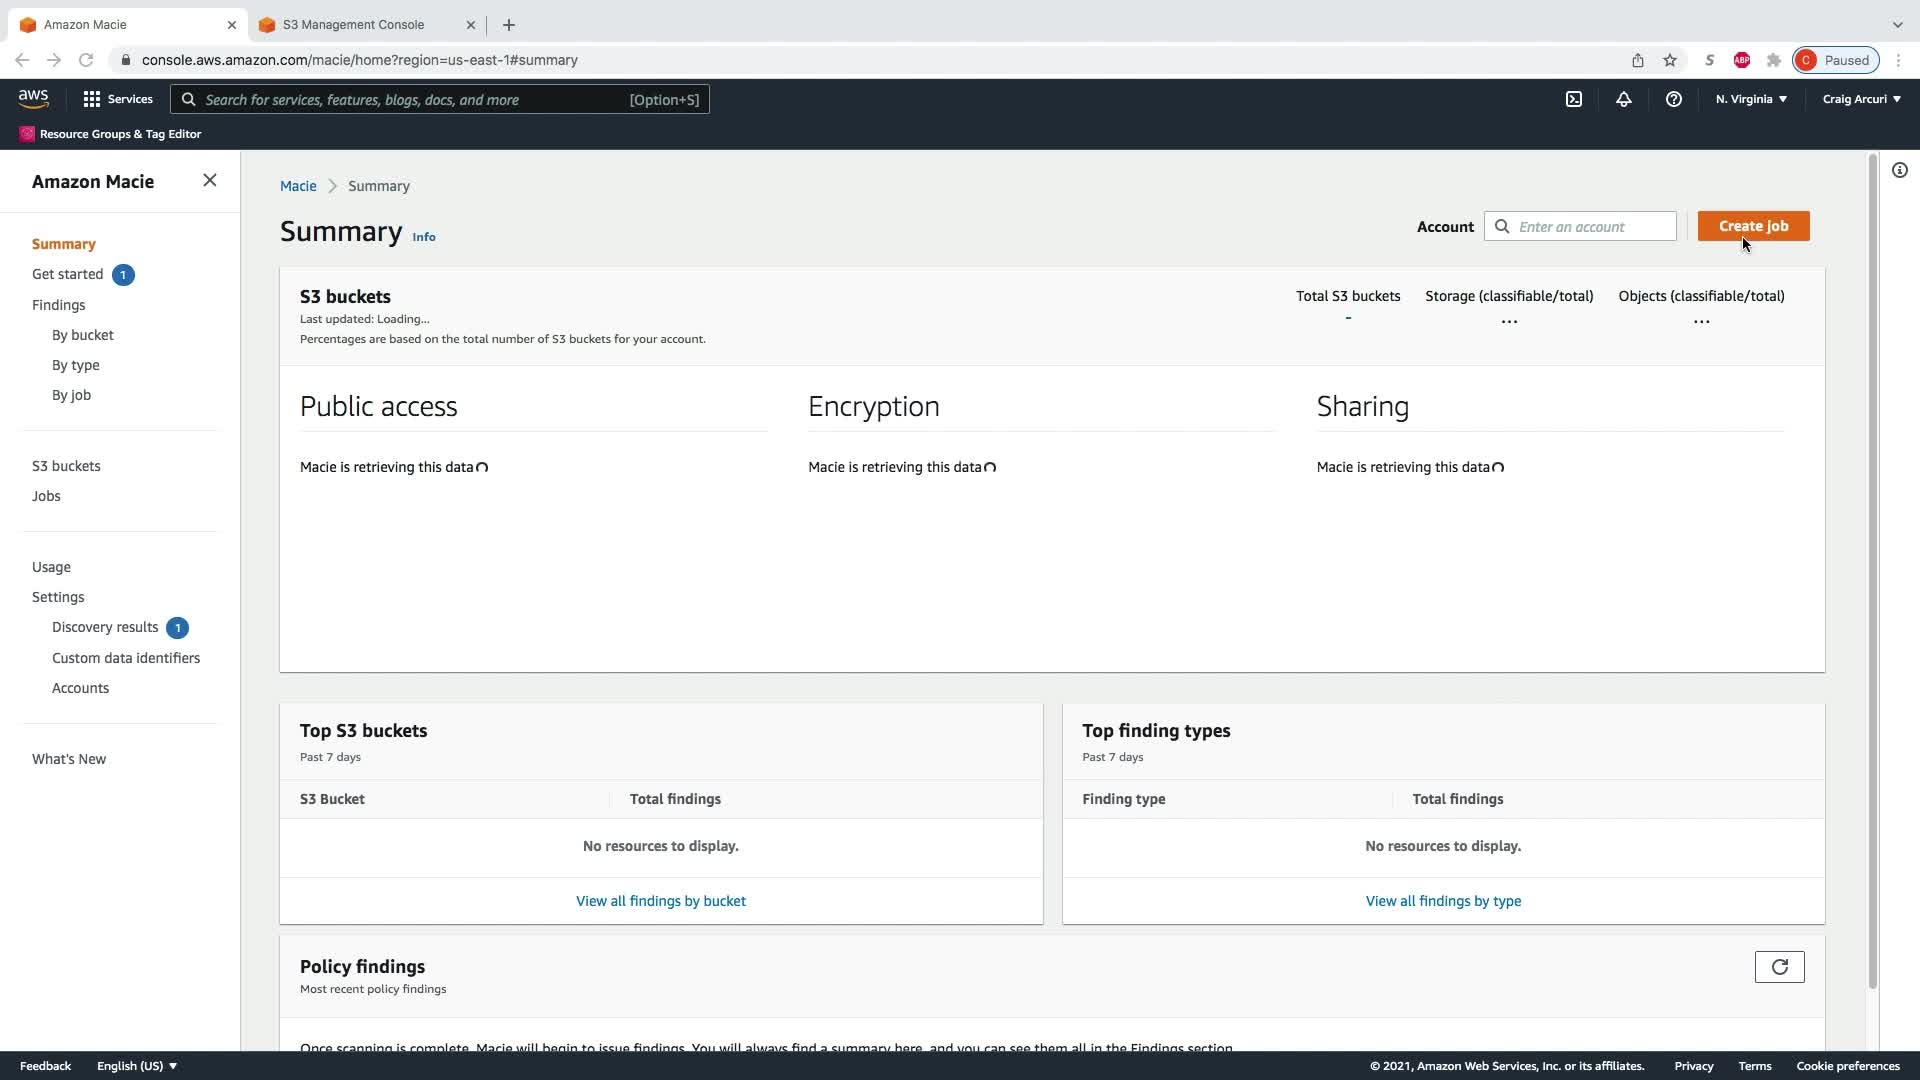 Amazon Macie
S3 Management Console
console.aws.amazon.com/macie/home?region=us-east-1#summary
S
ABP
C
Paused
aws
Services
Search for services, features, blogs, docs, and more
[Option+S]
N. Virginia
Craig Arcuri
Resource Groups & Tag Editor
Amazon Macie
Summary
Get started 1
Findings
By bucket
By type
By job
S3 buckets
Jobs
Usage
Settings
Discovery results 1
Custom data identifiers
Accounts
What's New
Macie > Summary
Summary Info
Account
Enter an account
Create job
S3 buckets
Last updated: Loading...
Percentages are based on the total number of S3 buckets for your account.
Total S3 buckets
-
Storage (classifiable/total)
...
Objects (classifiable/total)
...
Public access
Macie is retrieving this data
Encryption
Macie is retrieving this data
Sharing
Macie is retrieving this data
Top S3 buckets
Past 7 days
S3 Bucket
Total findings
No resources to display.
View all findings by bucket
Top finding types
Past 7 days
Finding type
Total findings
No resources to display.
View all findings by type
Policy findings
Most recent policy findings
Once scanning is complete, Macie will begin to issue findings. You will always find a summary here, and you can see them all in the Findings section.
Feedback
English (US)
© 2021, Amazon Web Services, Inc. or its affiliates.
Privacy
Terms
Cookie preferences